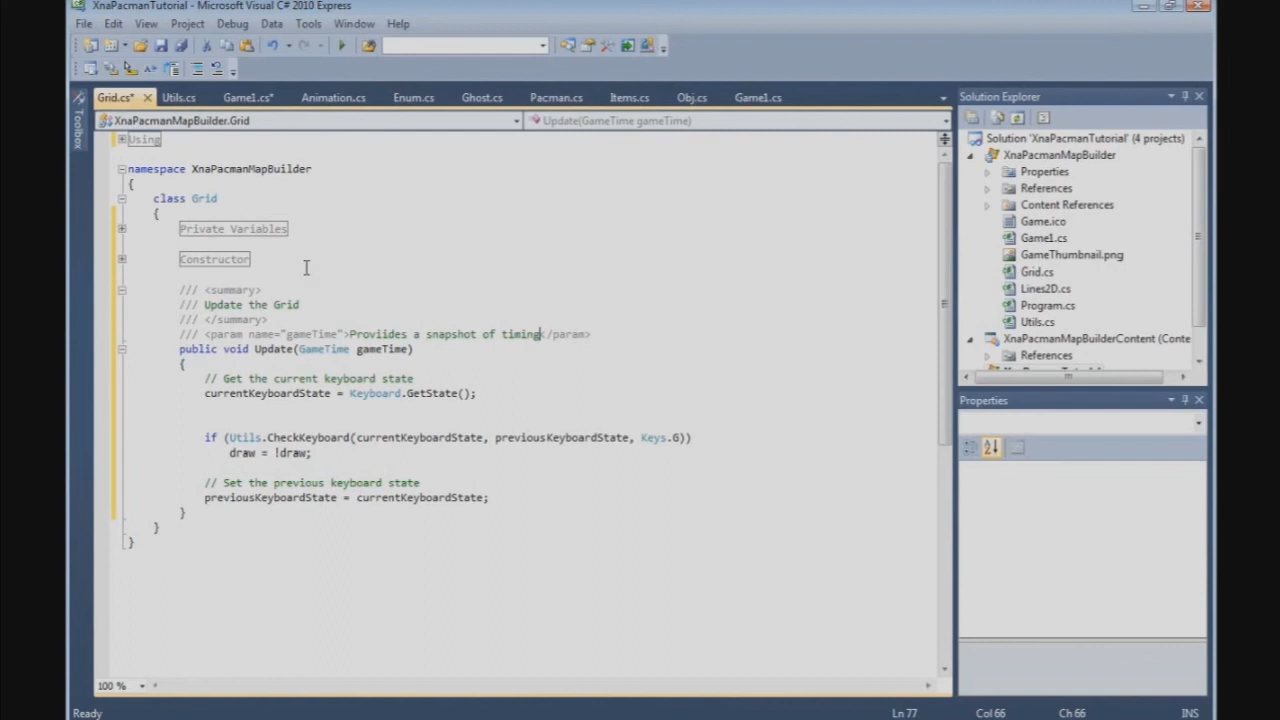 XnaPacmanTutorial - Microsoft Visual C# 2010 Express
File Edit View Project Debug Data Tools Window Help
Grid.cs* Utils.cs Game1.cs* Animation.cs Enum.cs Ghost.cs Pacman.cs Items.cs Obj.cs Game1.cs
XnaPacmanMapBuilder.Grid Update(GameTime gameTime)
Toolbox
Using
namespace XnaPacmanMapBuilder
{
class Grid
{
Private Variables
Constructor
/// <summary>
/// Update the Grid
/// </summary>
/// <param name="gameTime">Proviides a snapshot of timing</param>
public void Update(GameTime gameTime)
{
// Get the current keyboard state
currentKeyboardState = Keyboard.GetState();
if (Utils.CheckKeyboard(currentKeyboardState, previousKeyboardState, Keys.G))
draw = !draw;
// Set the previous keyboard state
previousKeyboardState = currentKeyboardState;
}
}
}
100 %
Solution Explorer
Solution 'XnaPacmanTutorial' (4 projects)
XnaPacmanMapBuilder
Properties
References
Content References
Game.ico
Game1.cs
GameThumbnail.png
Grid.cs
Lines2D.cs
Program.cs
Utils.cs
XnaPacmanMapBuilderContent (Conte
References
Properties
Ready Ln 77 Col 66 Ch 66 INS